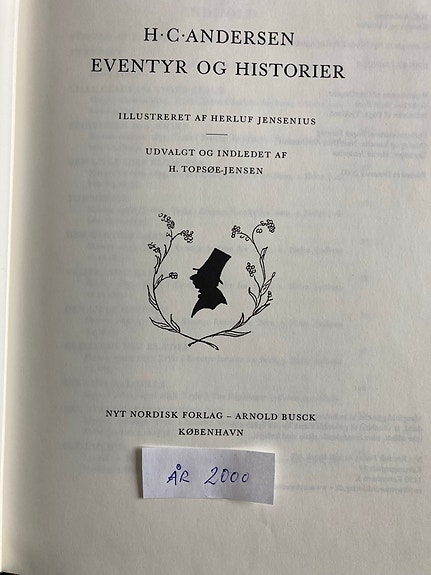 H·C·ANDERSEN
EVENTYR OG HISTORIER
ILLUSTRERET AF HERLUF JENSENIUS
UDVALGT OG INDLEDET AF
H. TOPSØE-JENSEN
NYT NORDISK FORLAG – ARNOLD BUSCK
KØBENHAVN
ÅR 2000